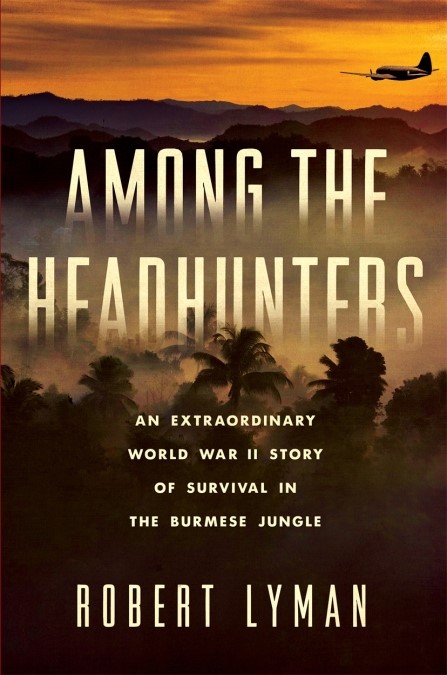 AMONG THE
HEADHUNTERS
AN EXTRAORDINARY
WORLD WAR II STORY
OF SURVIVAL IN
THE BURMESE JUNGLE
ROBERT LYMAN